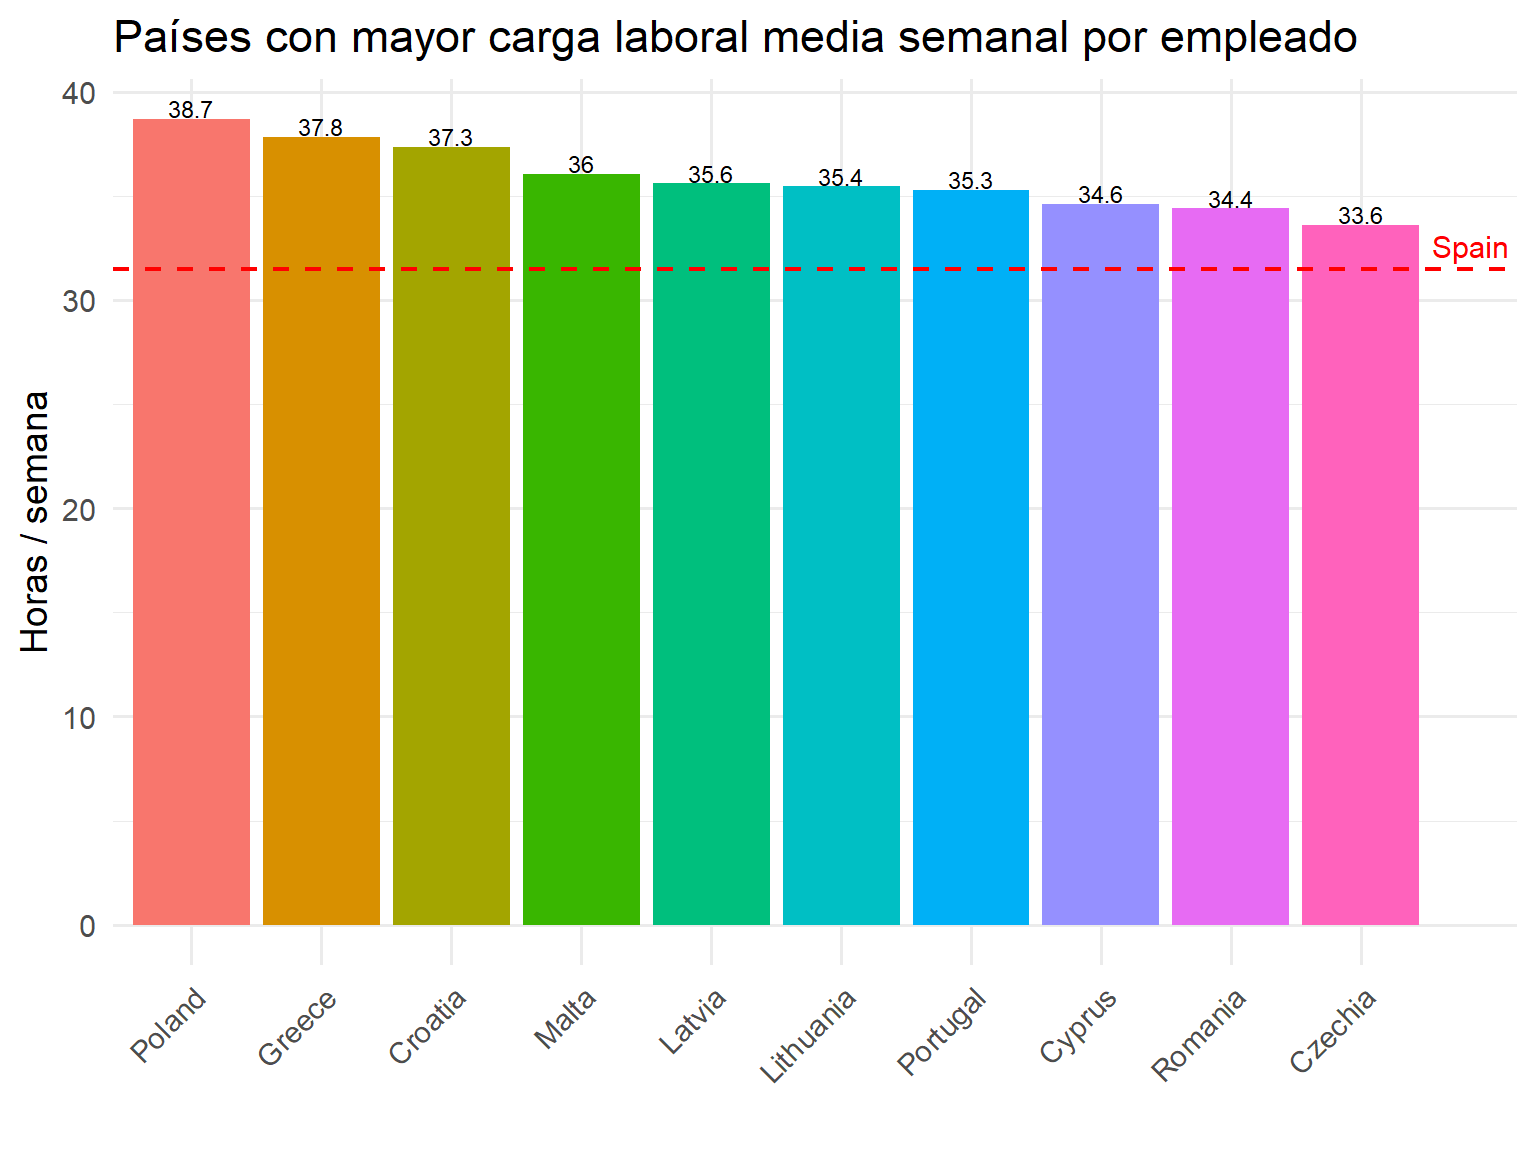 Países con mayor carga laboral media semanal por empleado
Horas / semana
40
30
20
10
0
38.7
37.8
37.3
36
35.6
35.4
35.3
34.6
34.4
33.6
Spain
Poland
Greece
Croatia
Malta
Latvia
Lithuania
Portugal
Cyprus
Romania
Czechia